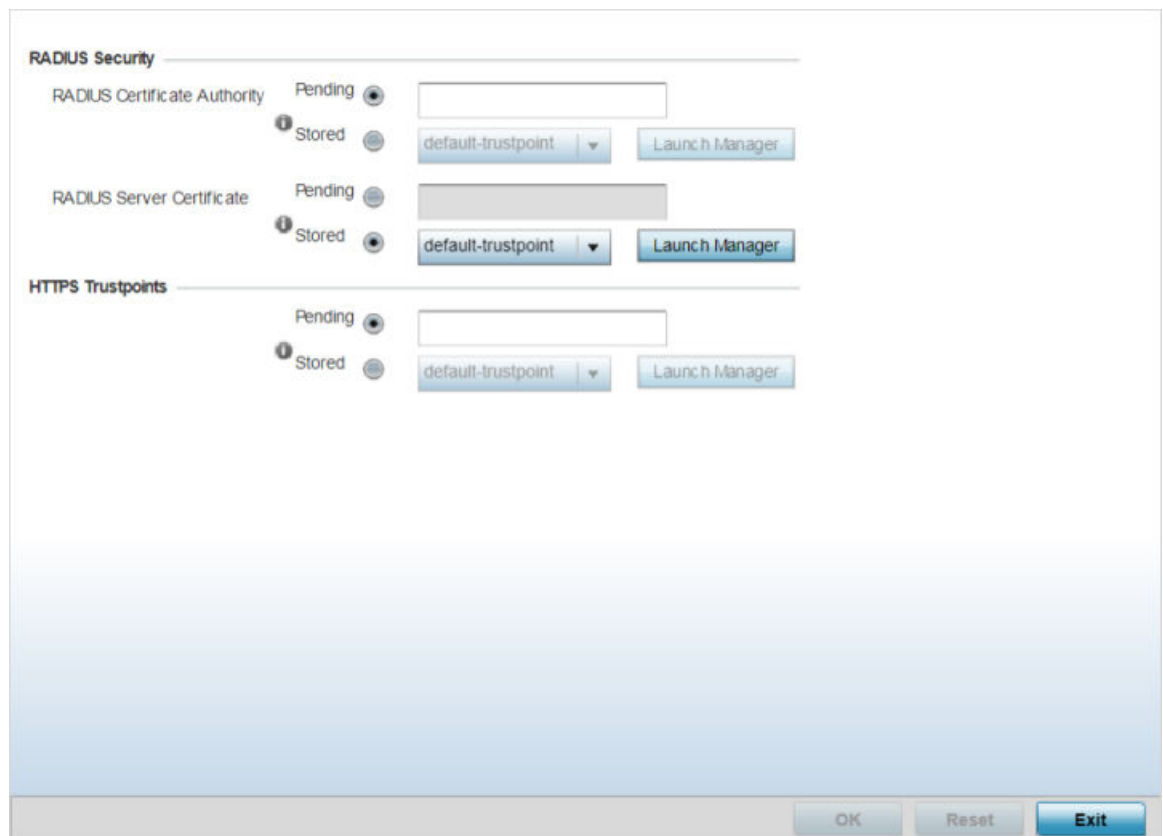 RADIUS Security
RADIUS Certificate Authority
Pending
Stored
default-trustpoint
Launch Manager
RADIUS Server Certificate
Pending
Stored
default-trustpoint
Launch Manager
HTTPS Trustpoints
Pending
Stored
default-trustpoint
Launch Manager
OK
Reset
Exit